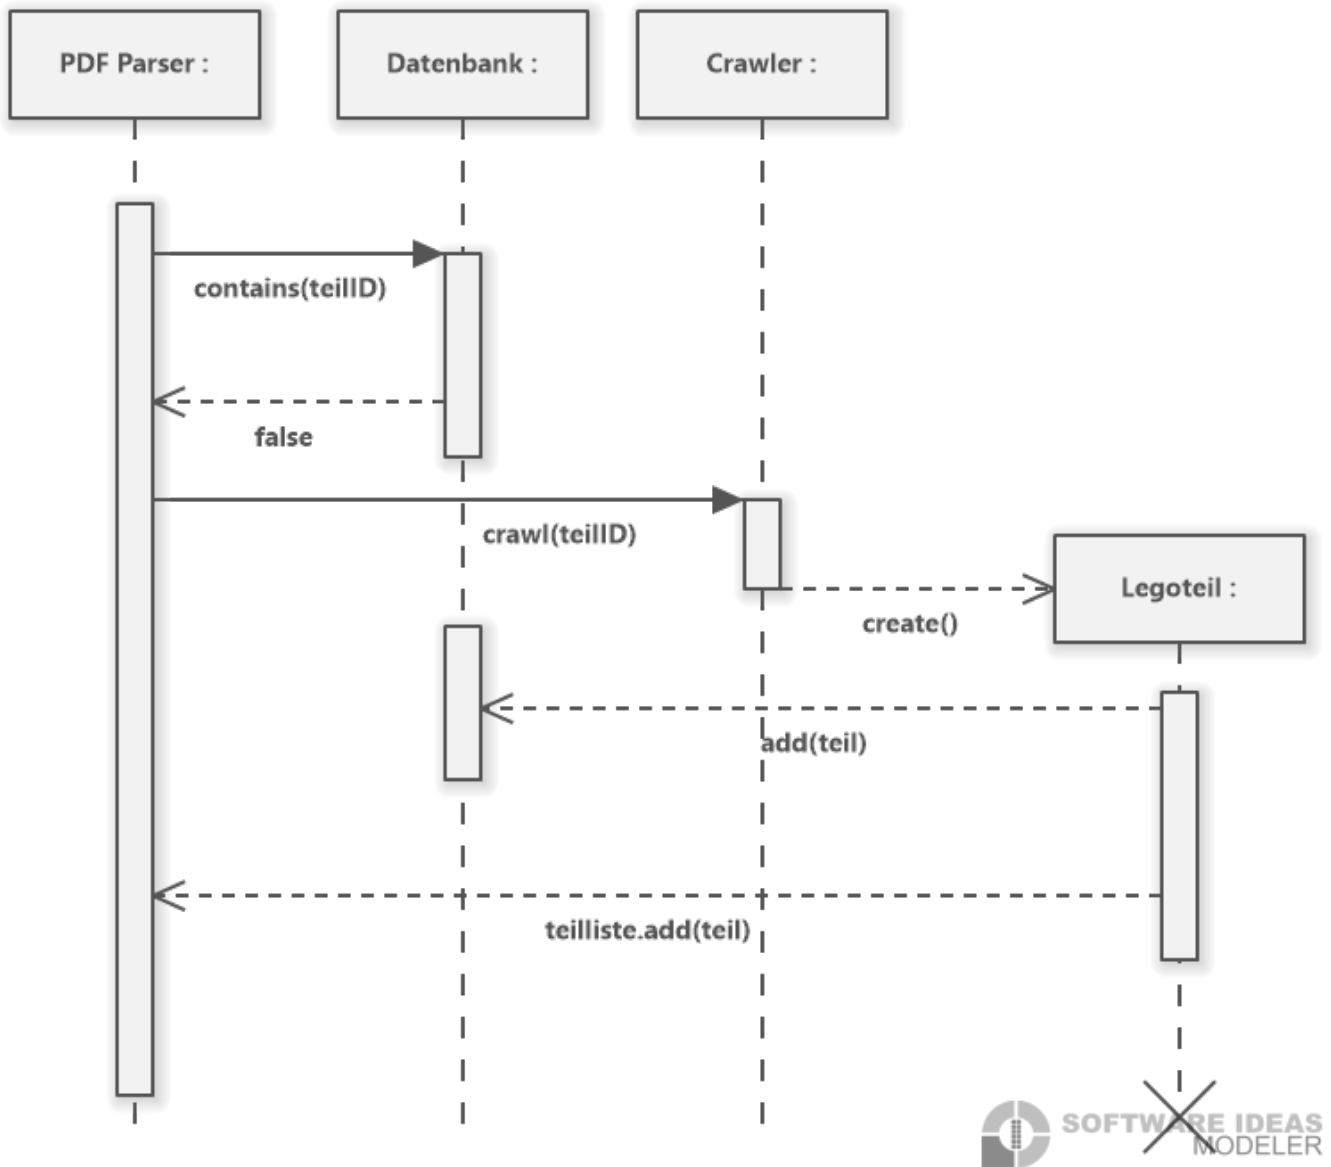 PDF Parser :
Datenbank :
Crawler :
contains(teilID)
false
crawl(teilID)
Legoteil :
create()
add(teil)
teilliste.add(teil)
SOFTWARE IDEAS
MODELER